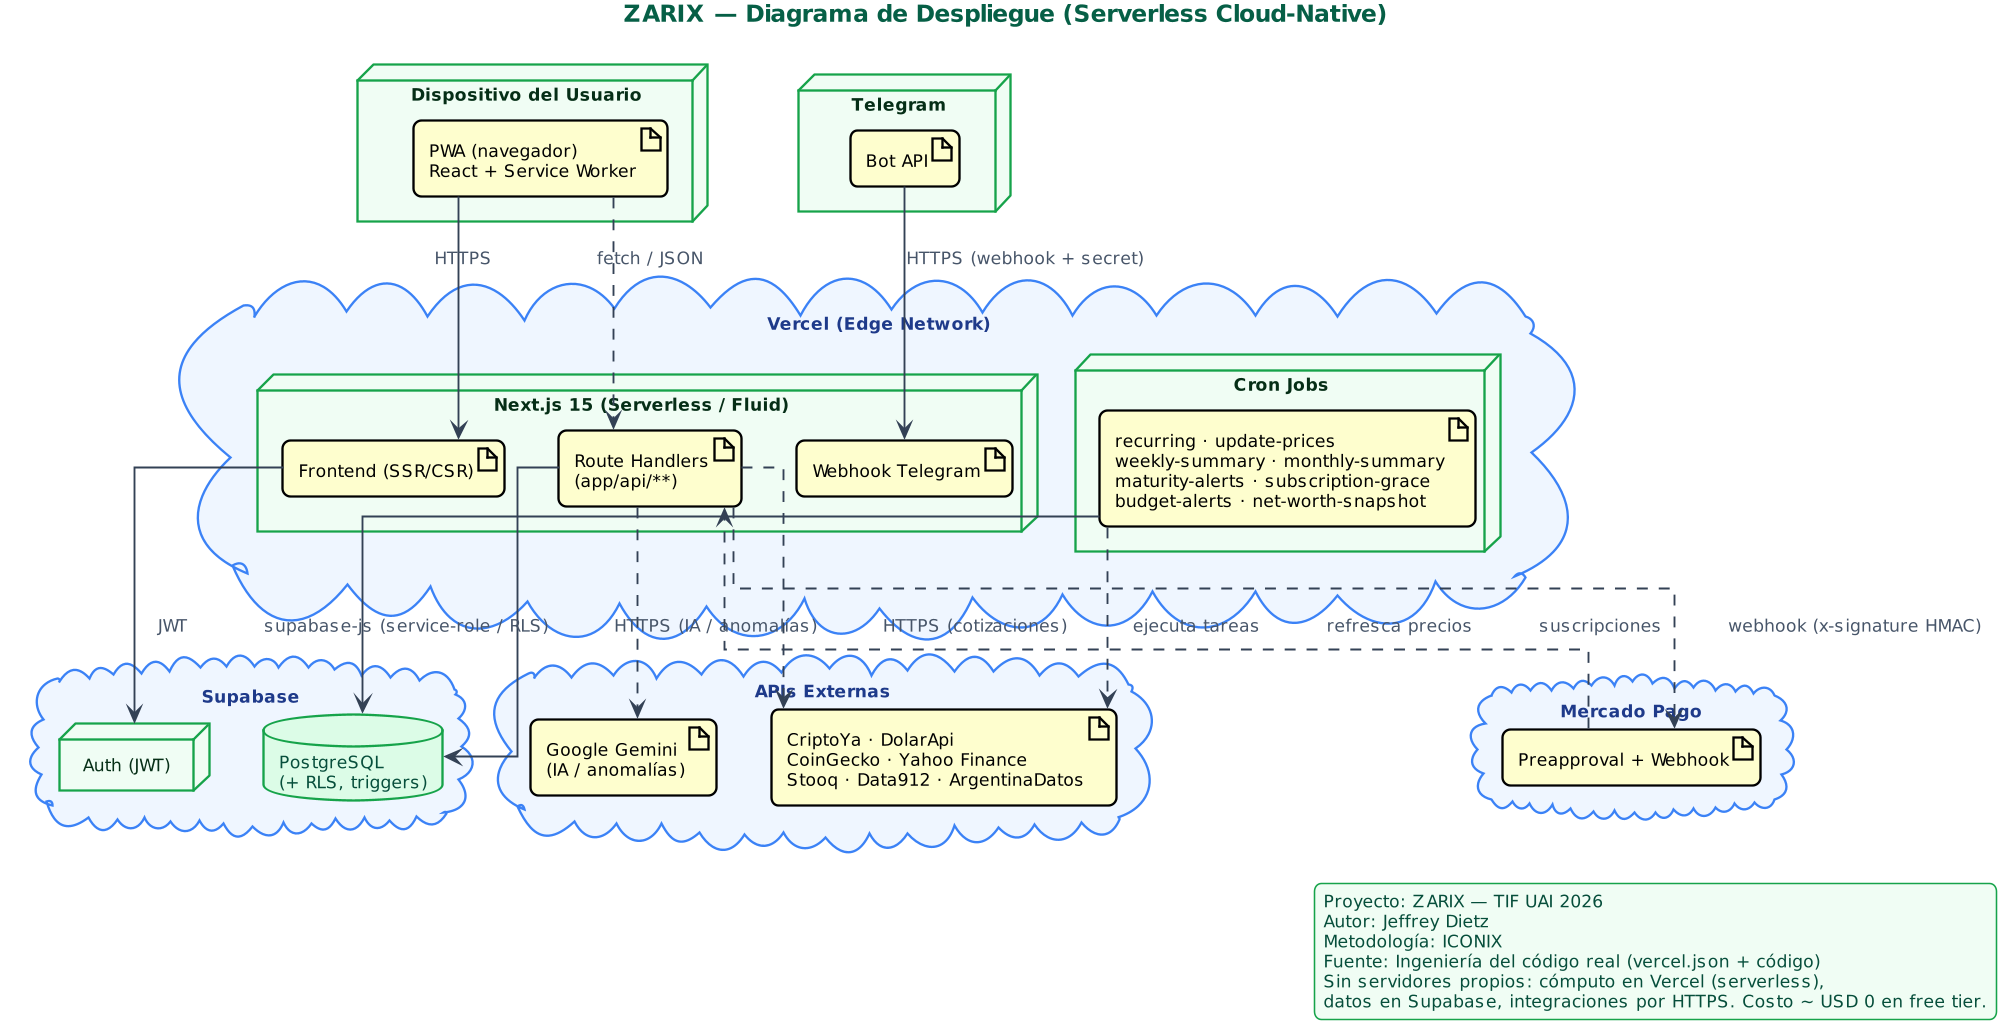 ZARIX — Diagrama de Despliegue (Serverless Cloud-Native)
Dispositivo del Usuario
PWA (navegador)
React + Service Worker
Telegram
Bot API
HTTPS
fetch / JSON
HTTPS (webhook + secret)
Vercel (Edge Network)
Next.js 15 (Serverless / Fluid)
Frontend (SSR/CSR)
Route Handlers
(app/api/**)
Webhook Telegram
Cron Jobs
recurring · update-prices
weekly-summary · monthly-summary
maturity-alerts · subscription-grace
budget-alerts · net-worth-snapshot
JWT
supabase-js (service-role / RLS)
HTTPS (IA / anomalías)
HTTPS (cotizaciones)
ejecuta tareas
refresca precios
suscripciones
webhook (x-signature HMAC)
Supabase
Auth (JWT)
PostgreSQL
(+ RLS, triggers)
APIs Externas
Google Gemini
(IA / anomalías)
CriptoYa · DolarApi
CoinGecko · Yahoo Finance
Stooq · Data912 · ArgentinaDatos
Mercado Pago
Preapproval + Webhook
Proyecto: ZARIX — TIF UAI 2026
Autor: Jeffrey Dietz
Metodología: ICONIX
Fuente: Ingeniería del código real (vercel.json + código)
Sin servidores propios: cómputo en Vercel (serverless),
datos en Supabase, integraciones por HTTPS. Costo ~ USD 0 en free tier.